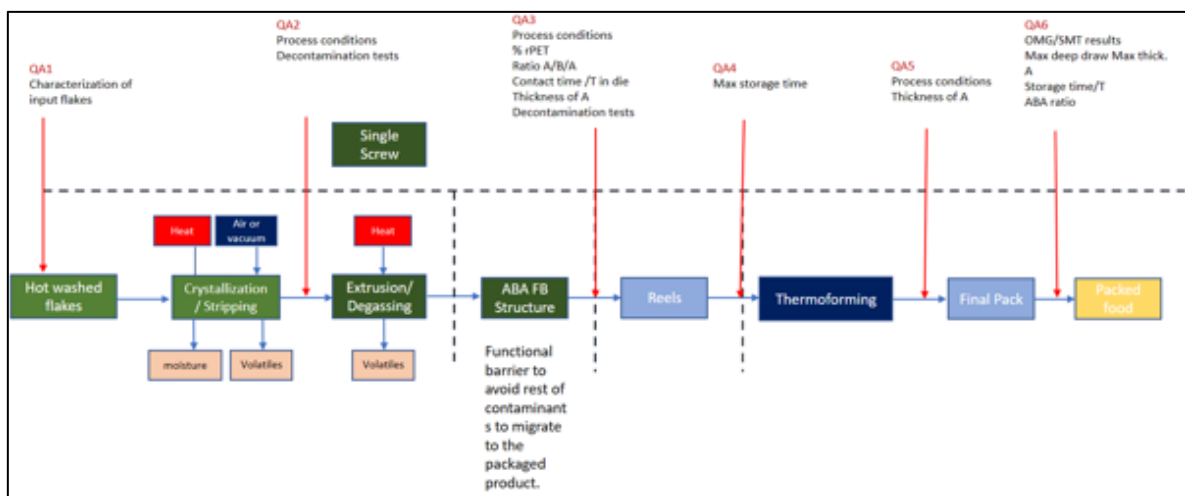 QA1
Characterization of
input flakes
QA2
Process conditions
Decontamination tests
QA3
Process conditions
% rPET
Ratio A/B/A
Contact time /T in die
Thickness of A
Decontamination tests
QA4
Max storage time
QA5
Process conditions
Thickness of A
QA6
OMG/SMT results
Max deep draw Max thick.
A
Storage time/T
ABA ratio
Single
Screw
Heat
Air or
vacuum
Heat
Hot washed
flakes
Crystallization
/ Stripping
Extrusion/
Degassing
ABA FB
Structure
Reels
Thermoforming
Final Pack
Packed
food
moisture
Volatiles
Volatiles
Functional
barrier to
avoid rest of
contaminant
s to migrate
to the
packaged
product.